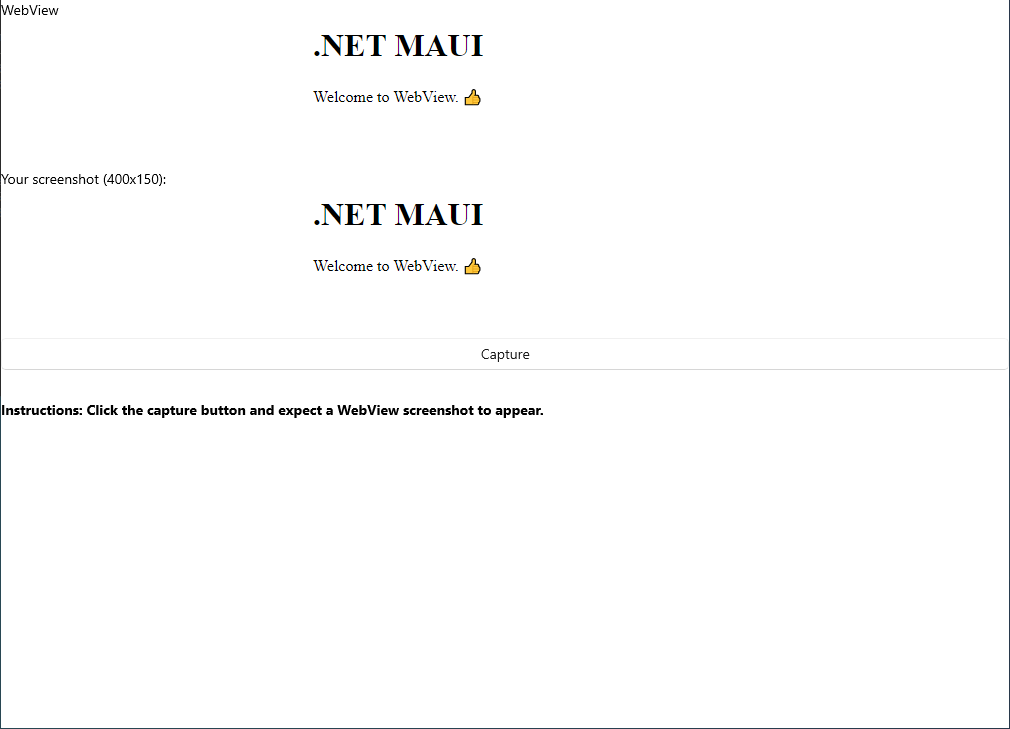 WebView
.NET MAUI
Welcome to WebView. 👍
Your screenshot (400x150):
.NET MAUI
Welcome to WebView. 👍
Capture
Instructions: Click the capture button and expect a WebView screenshot to appear.